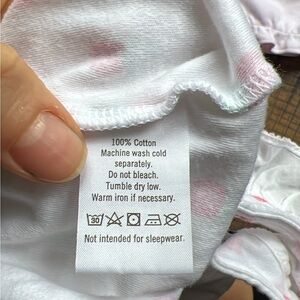 100% Cotton
Machine wash cold
separately.
Do not bleach.
Tumble dry low.
Warm iron if necessary.
30
Not intended for sleepwear.